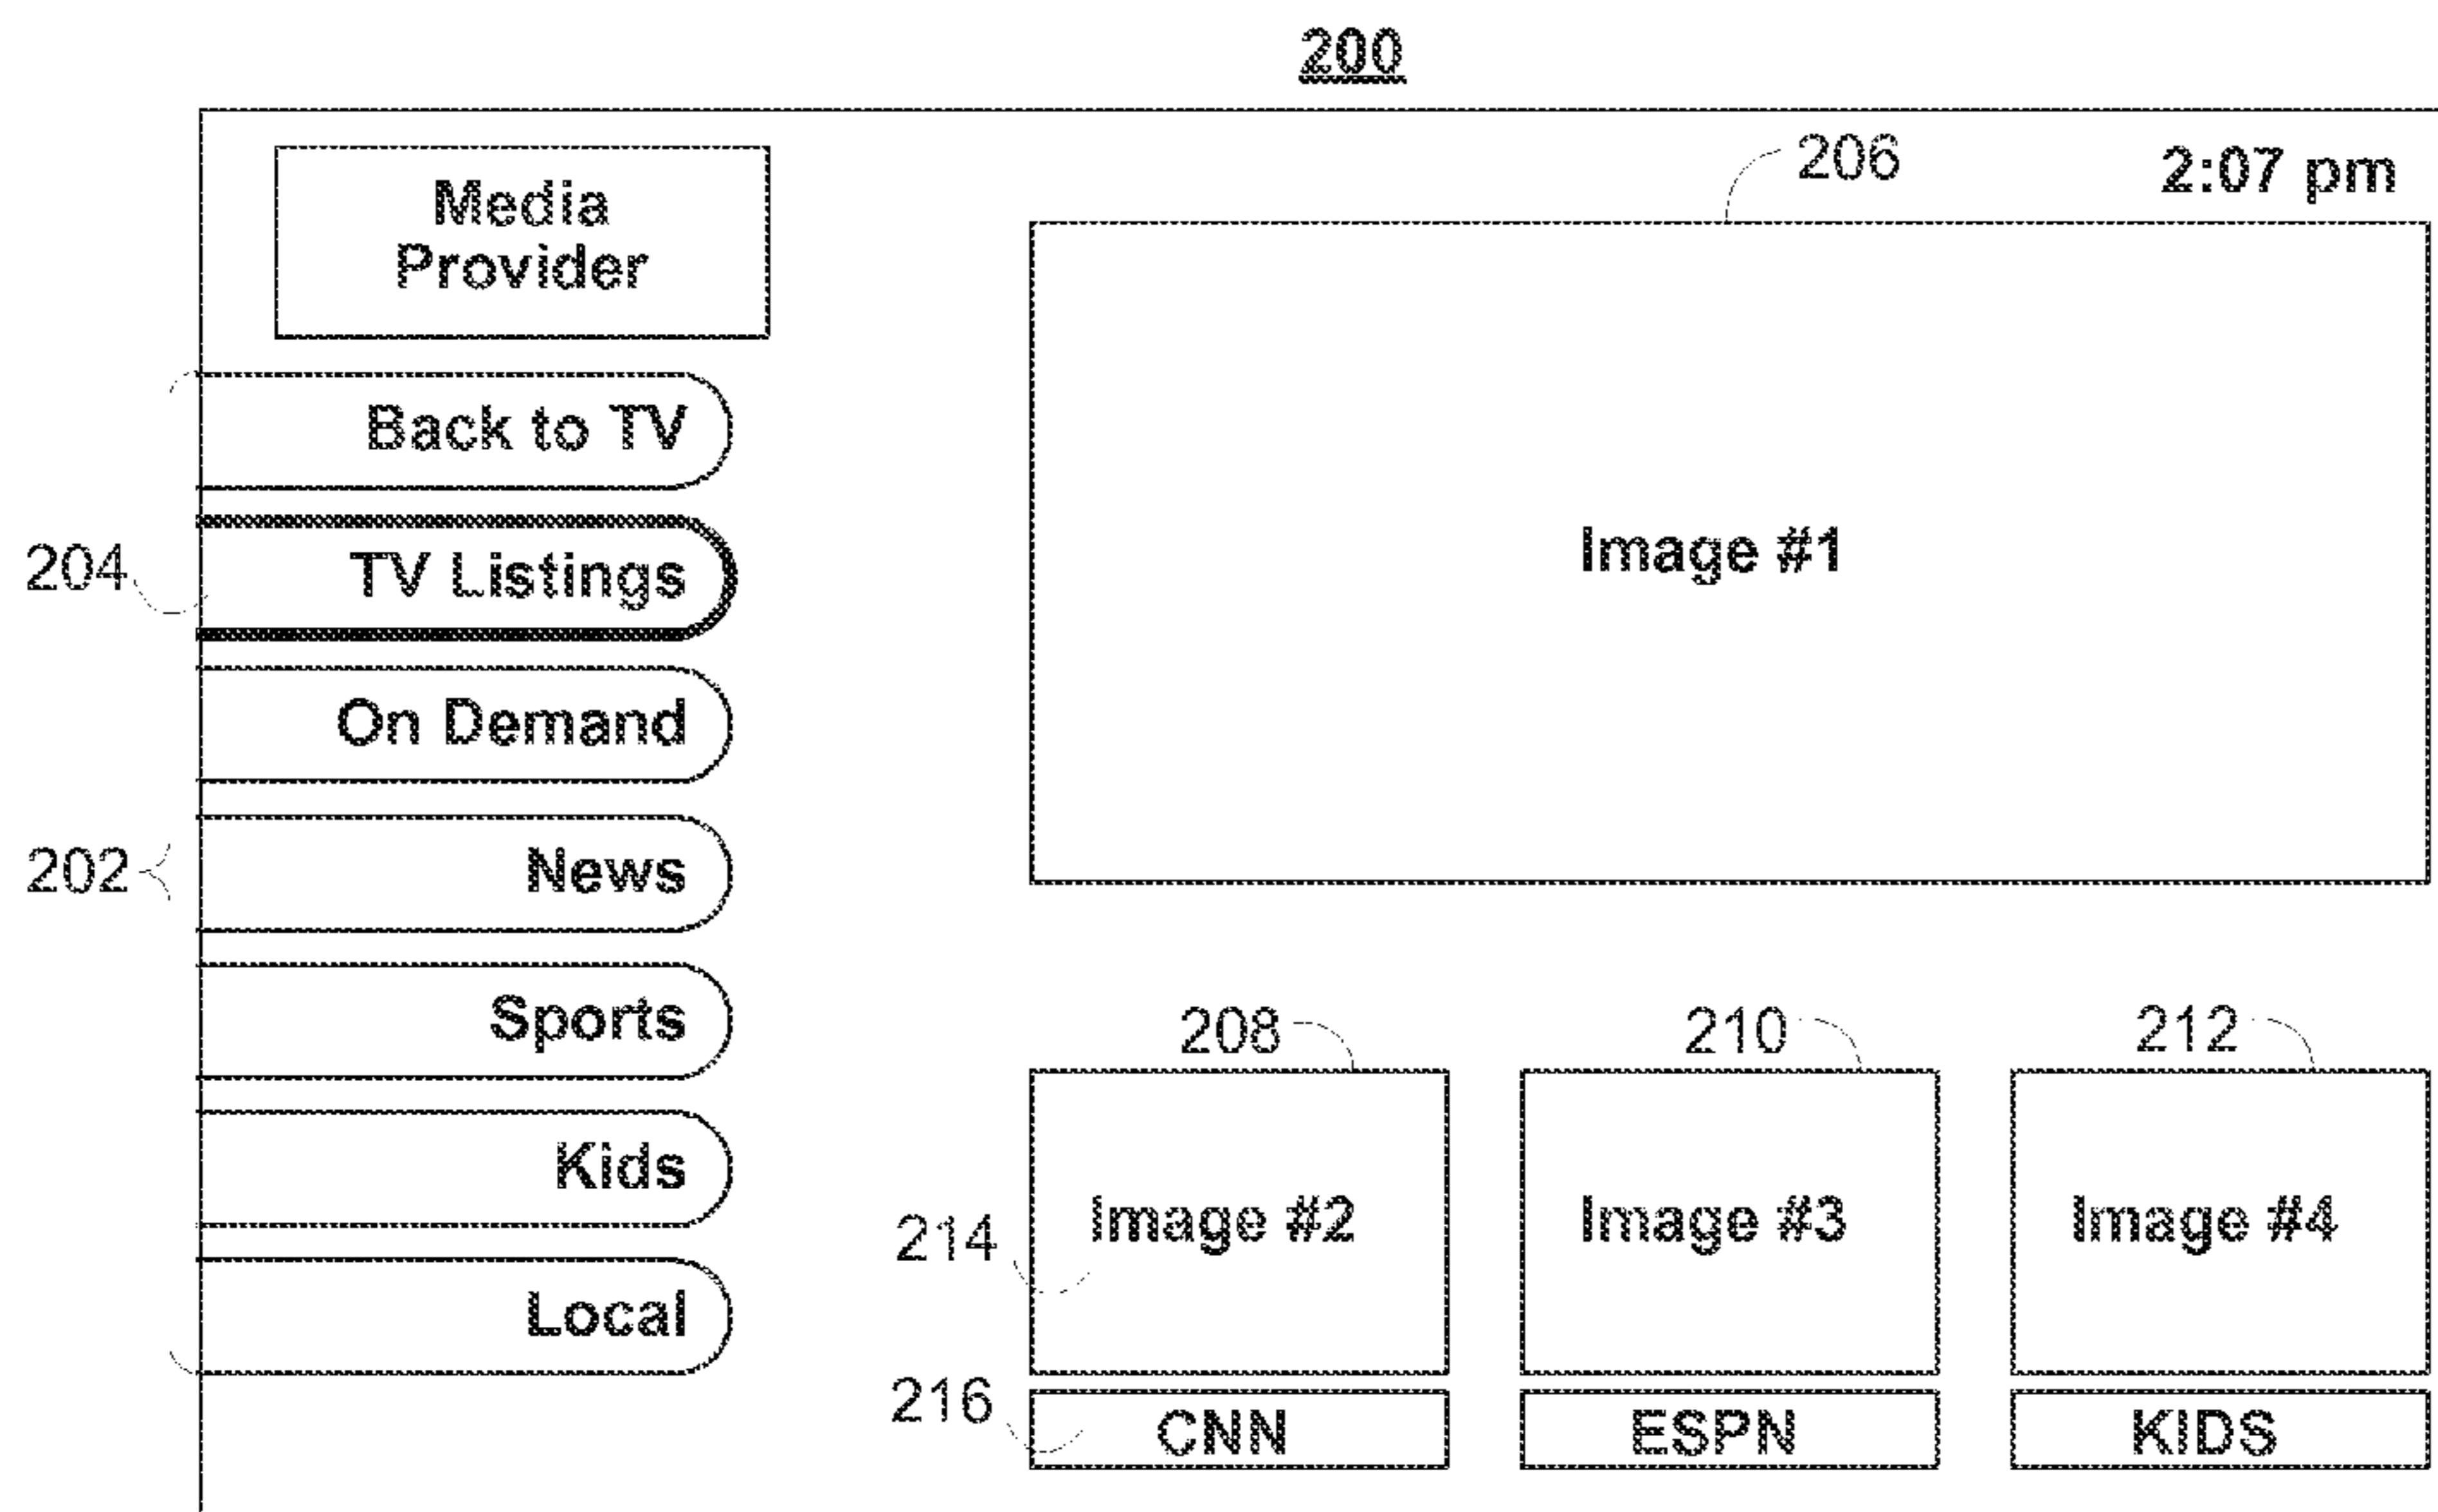 200
206
2:07 pm
Media
Provider
Back to TV
204
TV Listings
Image #1
On Demand
202
News
Sports
208
210
212
Kids
214
Image #2
Image #3
Image #4
Local
216
CNN
ESPN
KIDS